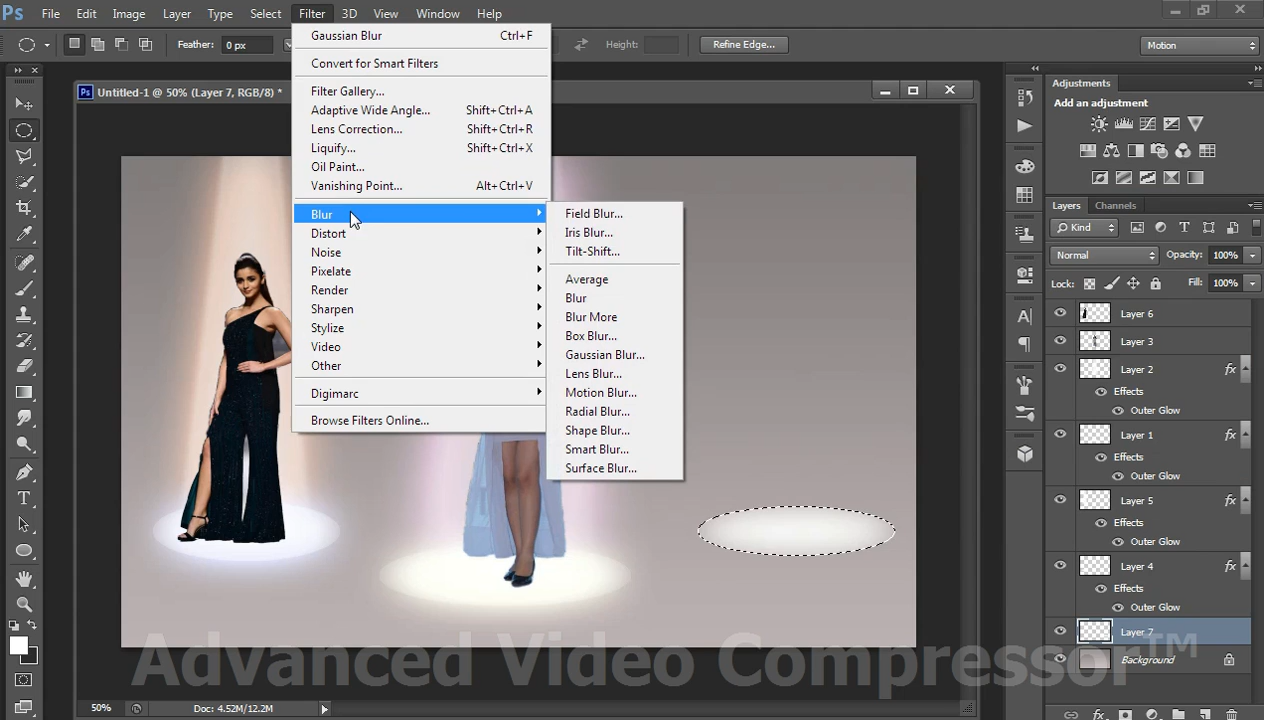 Ps File Edit Image Layer Type Select Filter 3D View Window Help
Feather: 0 px Height: Refine Edge... Motion
Ps Untitled-1 @ 50% (Layer 7, RGB/8) *
Gaussian Blur Ctrl+F
Convert for Smart Filters
Filter Gallery...
Adaptive Wide Angle... Shift+Ctrl+A
Lens Correction... Shift+Ctrl+R
Liquify... Shift+Ctrl+X
Oil Paint...
Vanishing Point... Alt+Ctrl+V
Blur
Distort
Noise
Pixelate
Render
Sharpen
Stylize
Video
Other
Digimarc
Browse Filters Online...
Field Blur...
Iris Blur...
Tilt-Shift...
Average
Blur
Blur More
Box Blur...
Gaussian Blur...
Lens Blur...
Motion Blur...
Radial Blur...
Shape Blur...
Smart Blur...
Surface Blur...
Adjustments
Add an adjustment
Layers Channels
Kind
Normal Opacity: 100%
Lock: Fill: 100%
Layer 6
Layer 3
Layer 2 fx
Effects
Outer Glow
Layer 1 fx
Effects
Outer Glow
Layer 5 fx
Effects
Outer Glow
Layer 4 fx
Effects
Outer Glow
Layer 7
Background
Advanced Video Compressor™
50% Doc: 4.52M/12.2M